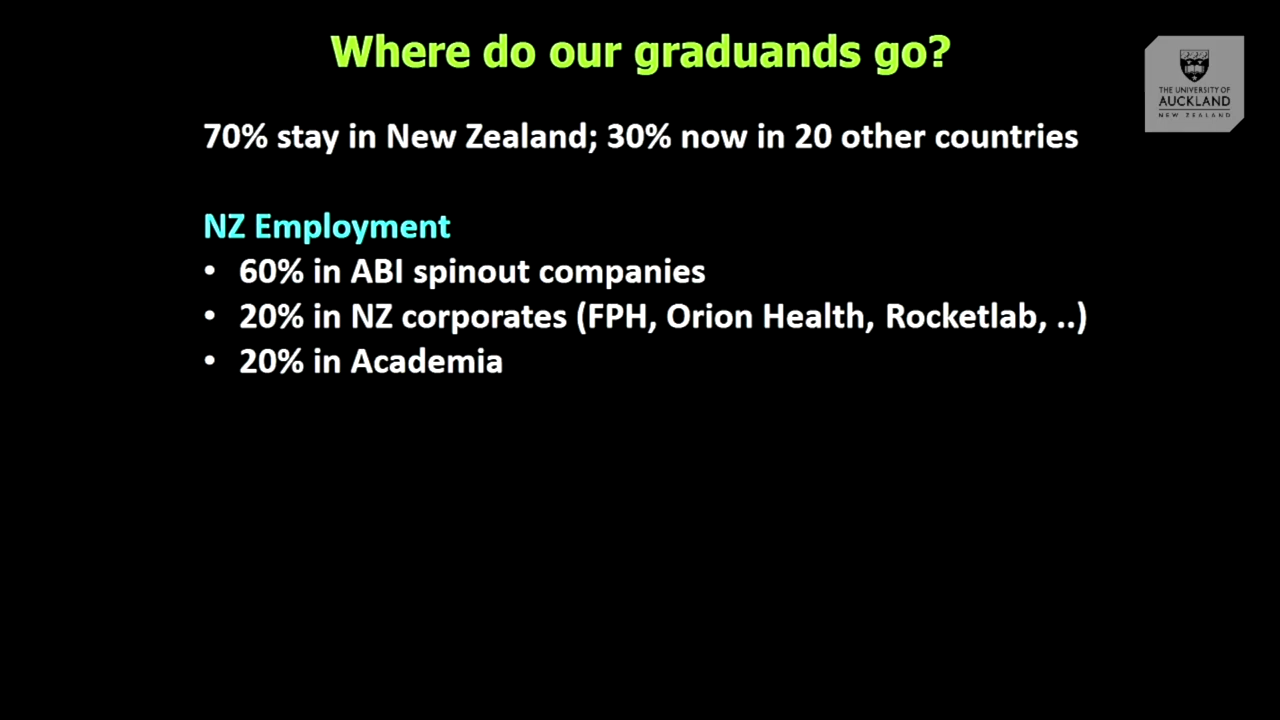 Where do our graduands go?
THE UNIVERSITY OF
AUCKLAND
NEW ZEALAND
70% stay in New Zealand; 30% now in 20 other countries
NZ Employment
• 60% in ABI spinout companies
• 20% in NZ corporates (FPH, Orion Health, Rocketlab, ..)
• 20% in Academia